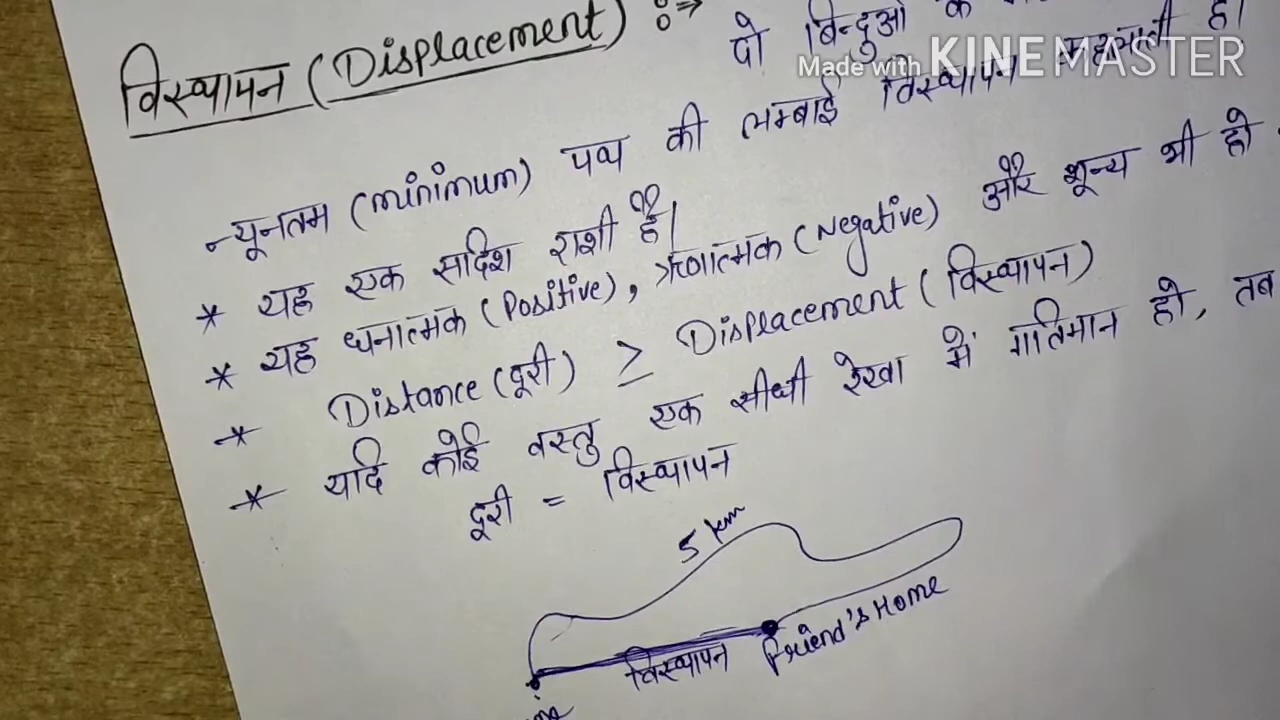 विस्थापन (Displacement) :⇒ दो बिन्दुओ के
न्यूनतम (minimum) पथ की लम्बाई विस्थापन कहलाती है।
* यह एक सदिश राशी है।
* यह धनात्मक (Positive), ऋणात्मक (Negative) और शून्य भी हो
* Distance (दूरी) ≥ Displacement (विस्थापन)
* यदि कोई वस्तु एक सीधी रेखा में गतिमान हो, तब
दूरी = विस्थापन
5 km
विस्थापन
Friend's Home
Made with KINEMASTER